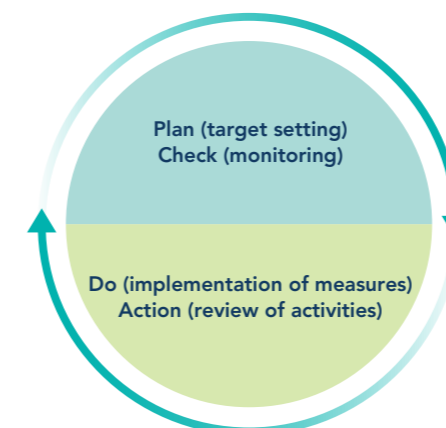 Plan (target setting)
Check (monitoring)
Do (implementation of measures)
Action (review of activities)